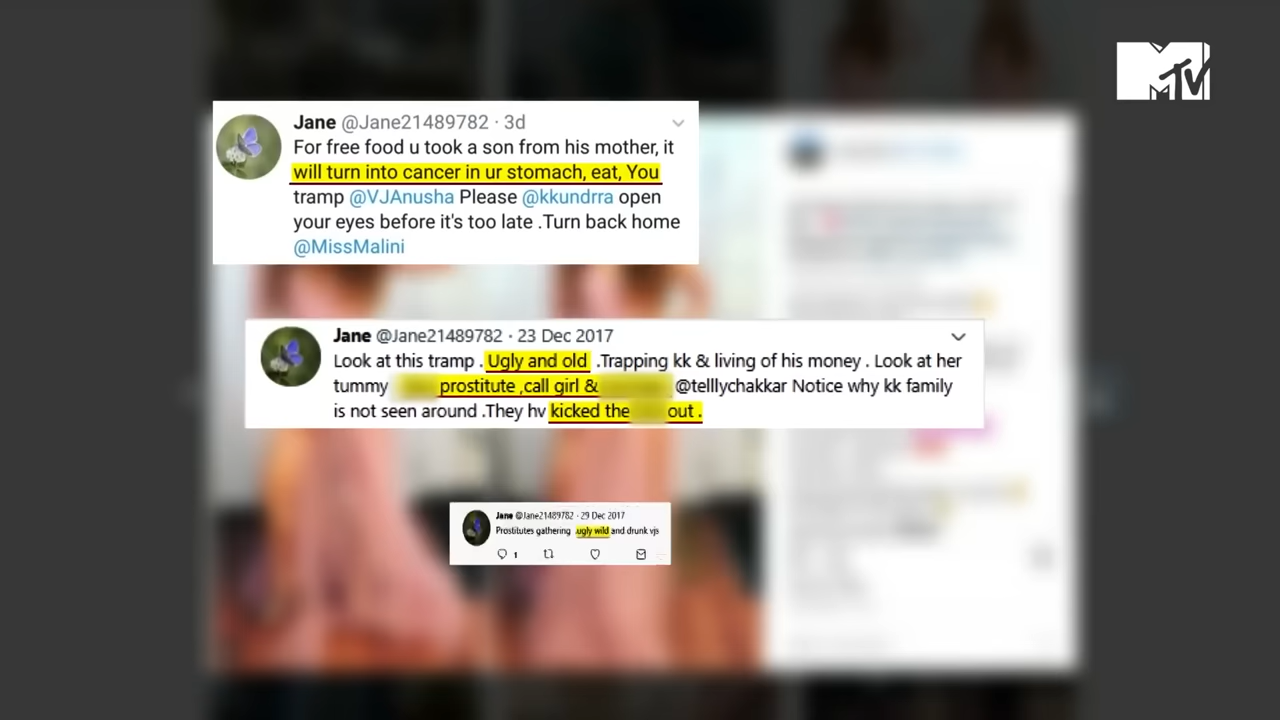 MTV
Jane @Jane21489782 · 3d
For free food u took a son from his mother, it
will turn into cancer in ur stomach, eat, You
tramp @VJAnusha Please @kkundrra open
your eyes before it's too late .Turn back home
@MissMalini
Jane @Jane21489782 · 23 Dec 2017
Look at this tramp . Ugly and old .Trapping kk & living of his money . Look at her
tummy prostitute ,call girl & @telllychakkar Notice why kk family
is not seen around .They hv kicked the out .
Jane @Jane21489782 · 29 Dec 2017
Prostitutes gathering .ugly wild and drunk vjs
1